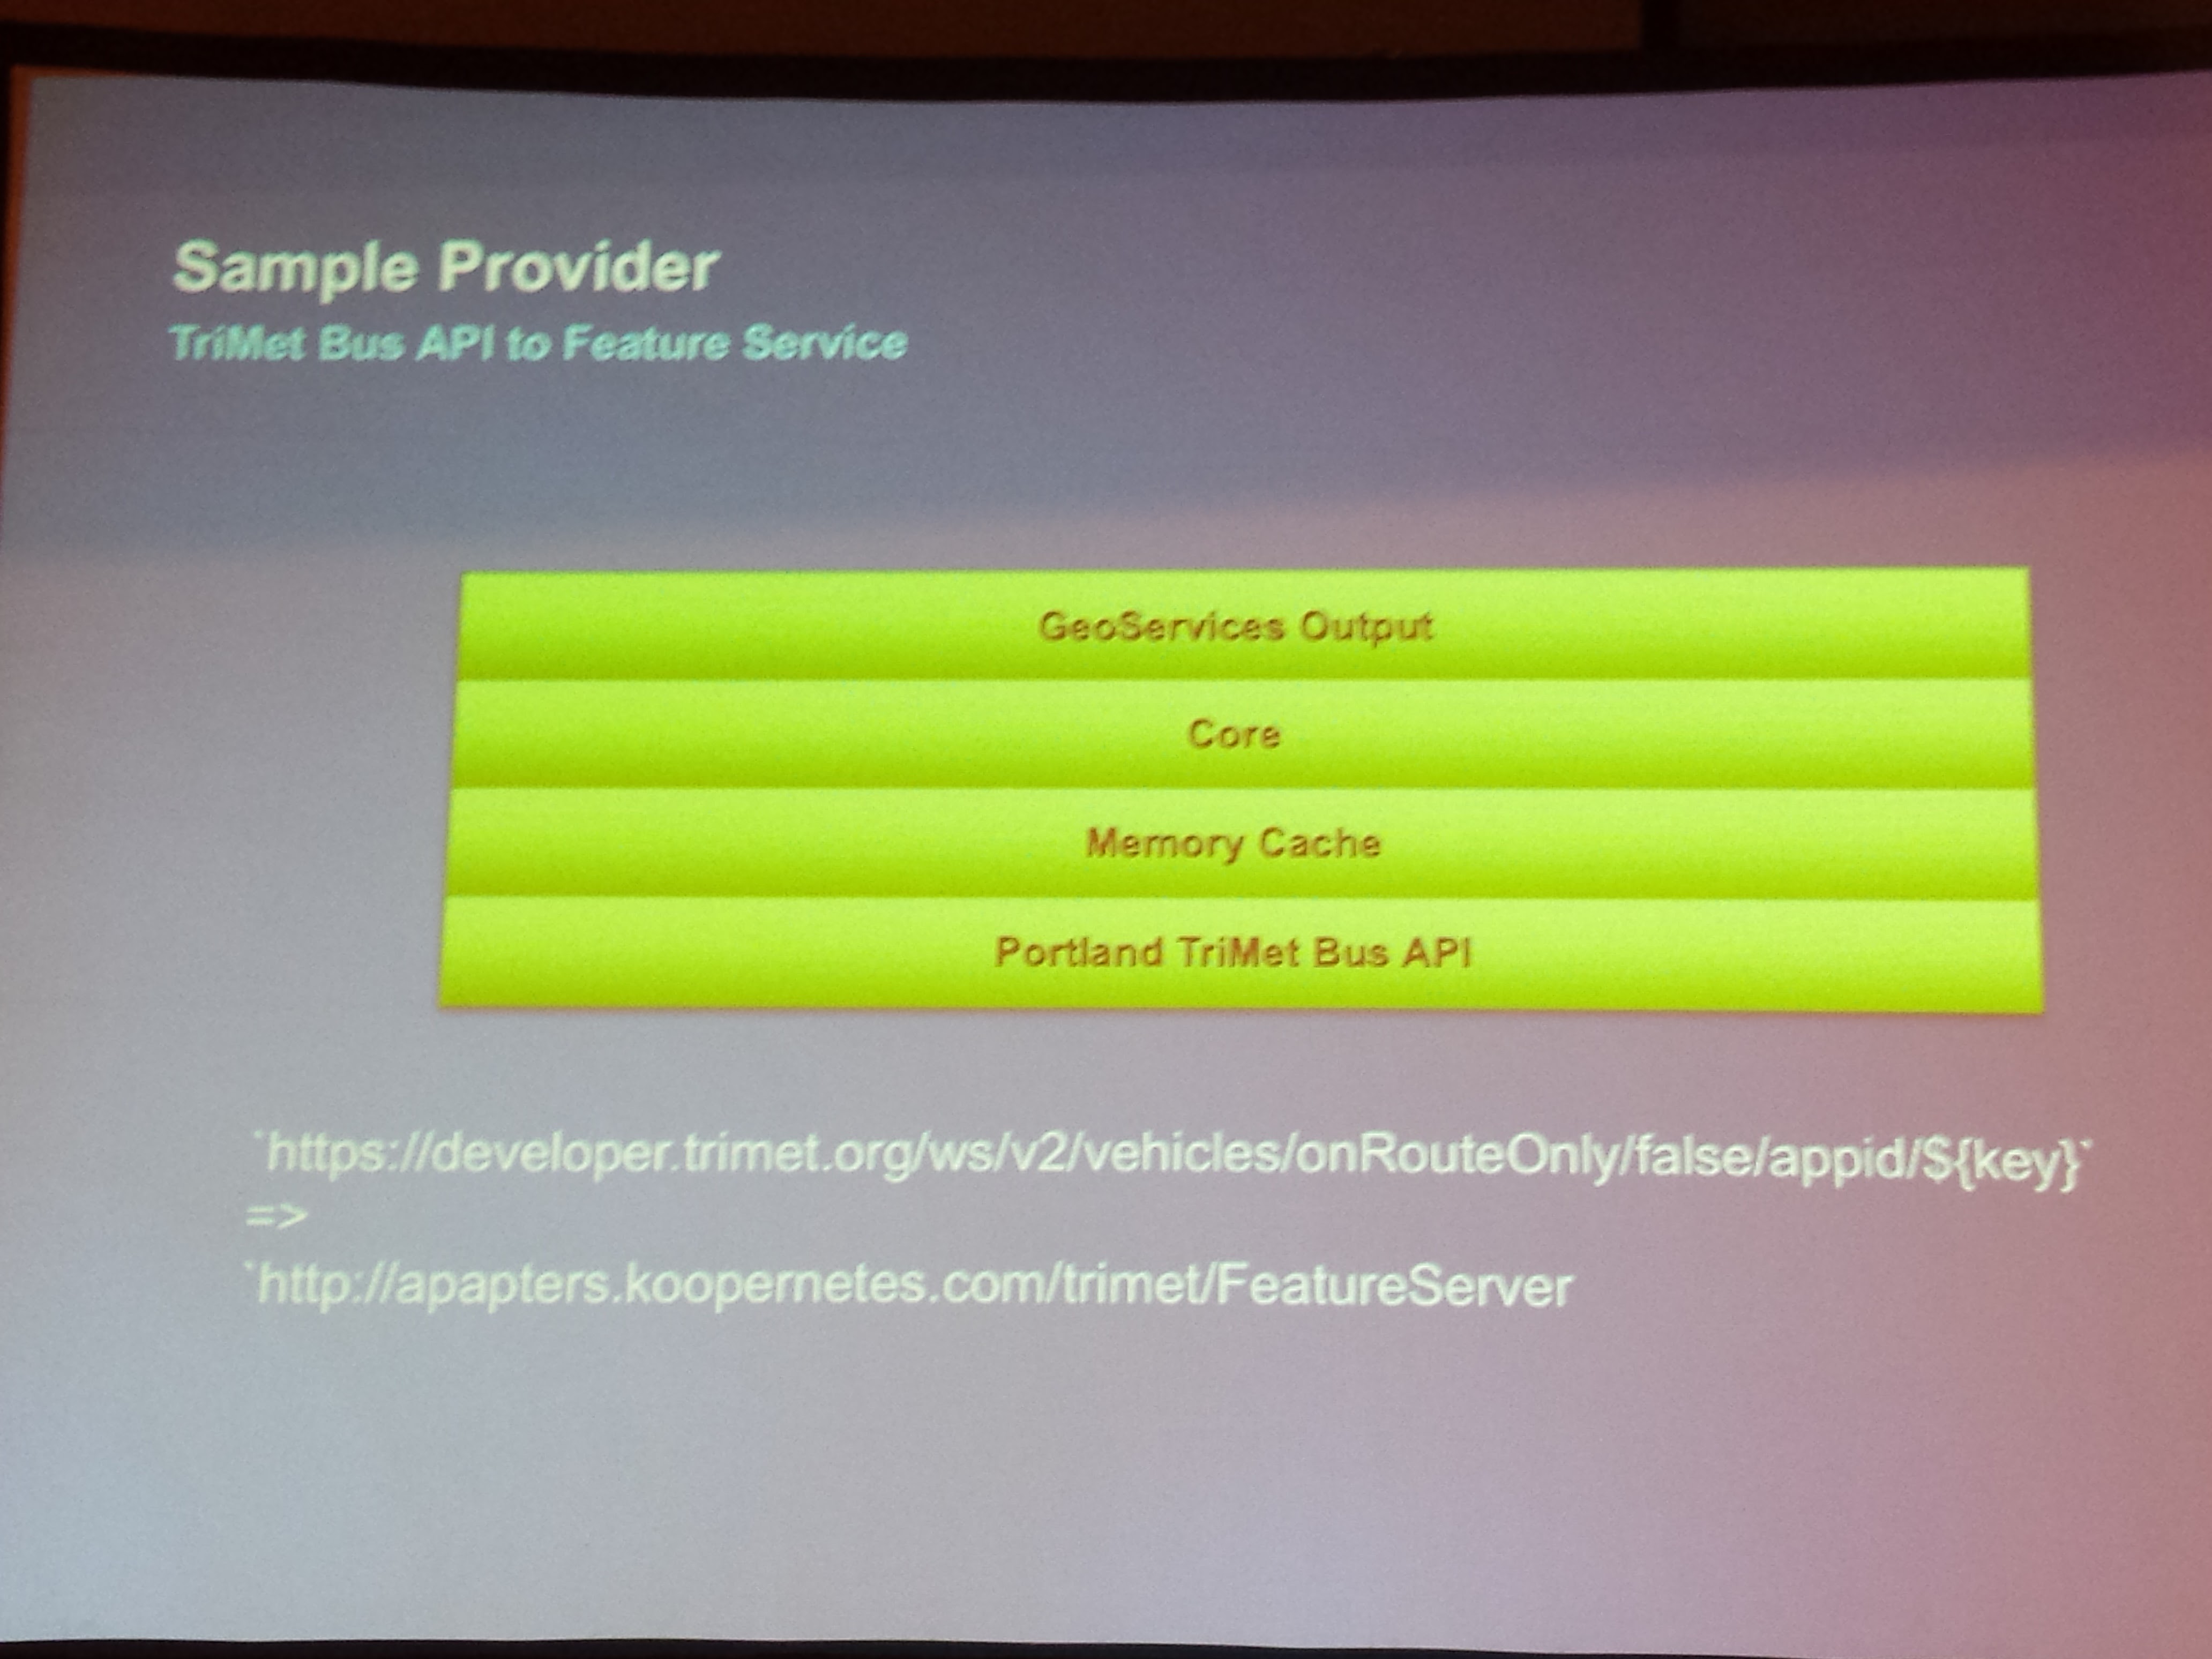 Sample Provider
TriMet Bus API to Feature Service
GeoServices Output
Core
Memory Cache
Portland TriMet Bus API
`https://developer.trimet.org/ws/v2/vehicles/onRouteOnly/false/appid/${key}`
=>
`http://apapters.koopernetes.com/trimet/FeatureServer